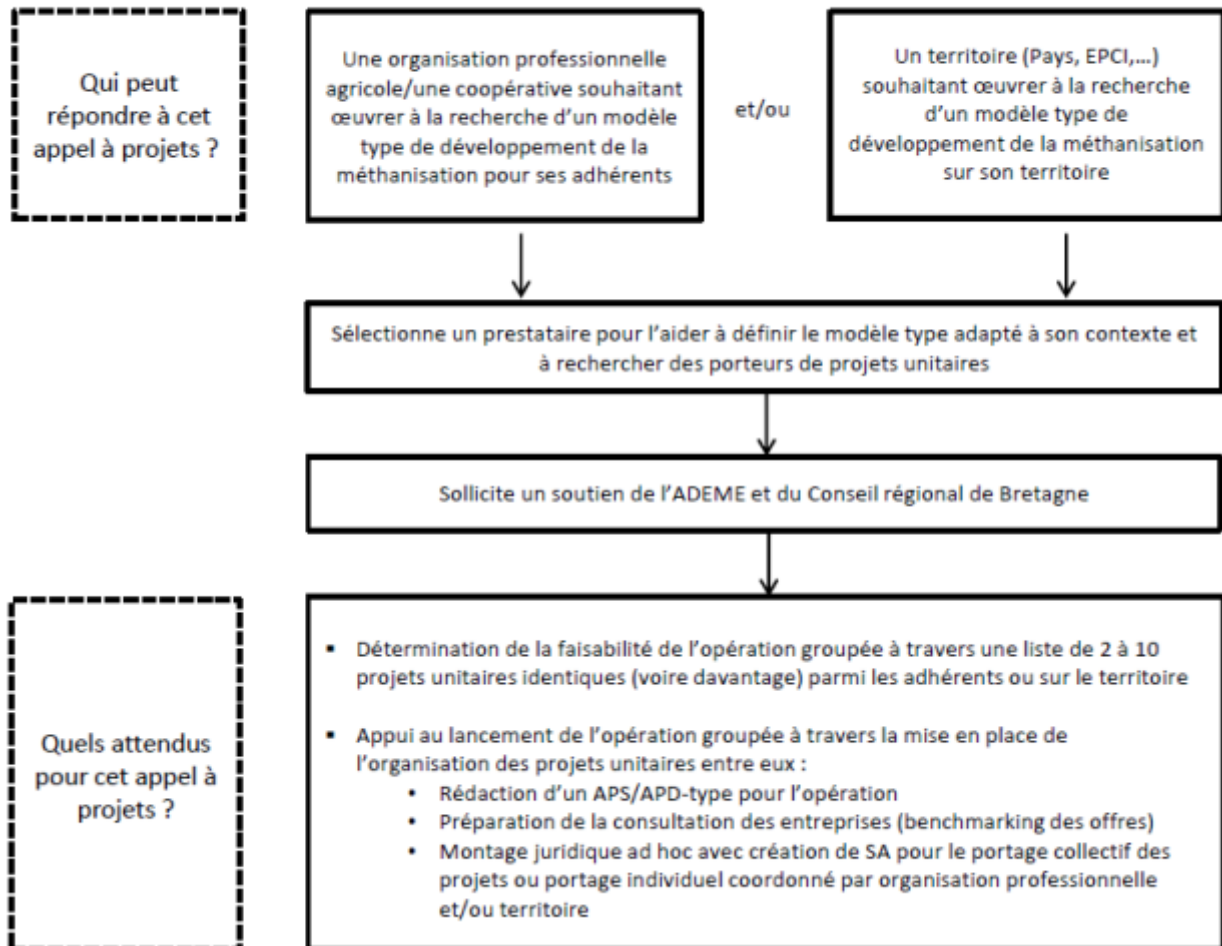 Qui peut
répondre à cet
appel à projets ?
Une organisation professionnelle
agricole/une coopérative souhaitant
œuvrer à la recherche d'un modèle
type de développement de la
méthanisation pour ses adhérents
et/ou
Un territoire (Pays, EPCI,...)
souhaitant œuvrer à la recherche
d'un modèle type de
développement de la méthanisation
sur son territoire
Sélectionne un prestataire pour l'aider à définir le modèle type adapté à son contexte et
à rechercher des porteurs de projets unitaires
Sollicite un soutien de l'ADEME et du Conseil régional de Bretagne
Quels attendus
pour cet appel à
projets ?
▪ Détermination de la faisabilité de l'opération groupée à travers une liste de 2 à 10
projets unitaires identiques (voire davantage) parmi les adhérents ou sur le territoire
▪ Appui au lancement de l'opération groupée à travers la mise en place de
l'organisation des projets unitaires entre eux :
• Rédaction d'un APS/APD-type pour l'opération
• Préparation de la consultation des entreprises (benchmarking des offres)
• Montage juridique ad hoc avec création de SA pour le portage collectif des
projets ou portage individuel coordonné par organisation professionnelle
et/ou territoire